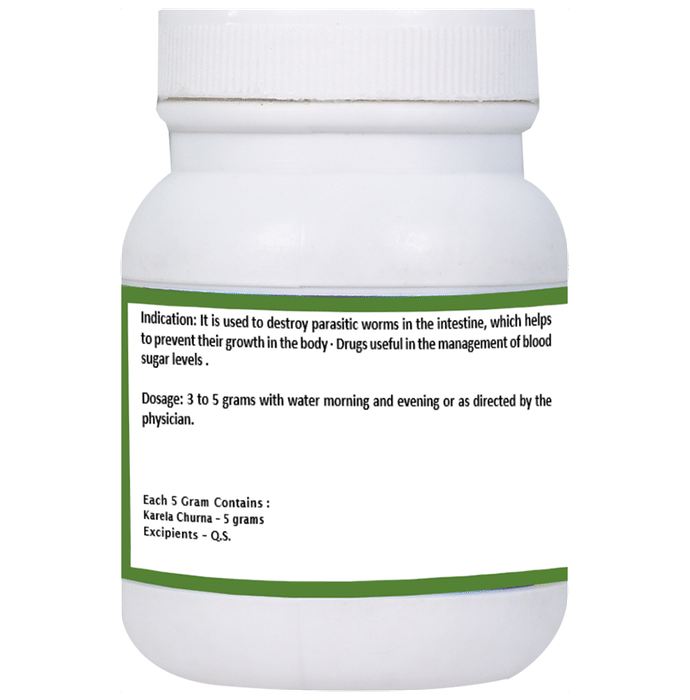 Indication: It is used to destroy parasitic worms in the intestine, which helps
to prevent their growth in the body · Drugs useful in the management of blood
sugar levels .
Dosage: 3 to 5 grams with water morning and evening or as directed by the
physician.
Each 5 Gram Contains :
Karela Churna - 5 grams
Excipients - Q.S.